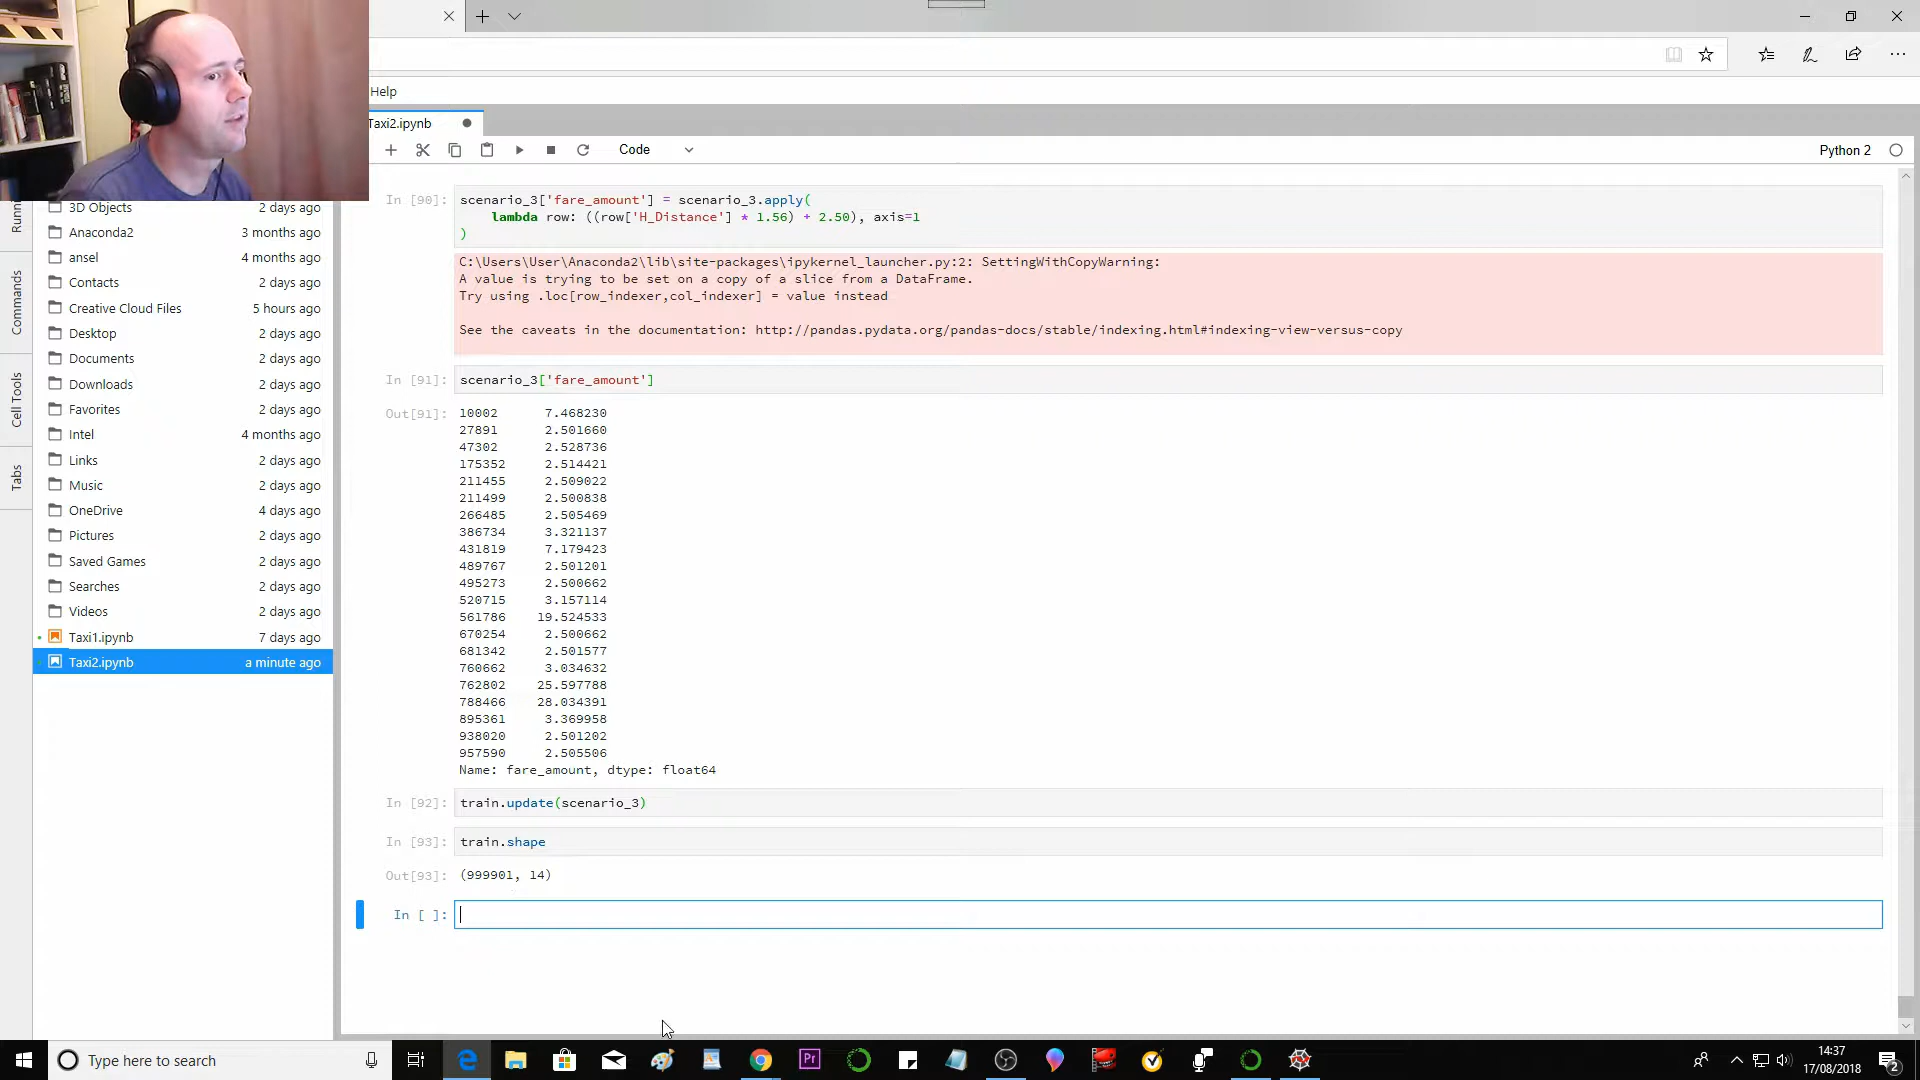 Help
Taxi2.ipynb
Code
Python 2
3D Objects 2 days ago
Anaconda2 3 months ago
ansel 4 months ago
Contacts 2 days ago
Creative Cloud Files 5 hours ago
Desktop 2 days ago
Documents 2 days ago
Downloads 2 days ago
Favorites 2 days ago
Intel 4 months ago
Links 2 days ago
Music 2 days ago
OneDrive 4 days ago
Pictures 2 days ago
Saved Games 2 days ago
Searches 2 days ago
Videos 2 days ago
Taxi1.ipynb 7 days ago
Taxi2.ipynb a minute ago
Commands
Cell Tools
Tabs
In [90]: scenario_3['fare_amount'] = scenario_3.apply(
lambda row: ((row['H_Distance'] * 1.56) + 2.50), axis=1
)
C:\Users\User\Anaconda2\lib\site-packages\ipykernel_launcher.py:2: SettingWithCopyWarning:
A value is trying to be set on a copy of a slice from a DataFrame.
Try using .loc[row_indexer,col_indexer] = value instead
See the caveats in the documentation: http://pandas.pydata.org/pandas-docs/stable/indexing.html#indexing-view-versus-copy
In [91]: scenario_3['fare_amount']
Out[91]: 10002 7.468230
27891 2.501660
47302 2.528736
175352 2.514421
211455 2.509022
211499 2.500838
266485 2.505469
386734 3.321137
431819 7.179423
489767 2.501201
495273 2.500662
520715 3.157114
561786 19.524533
670254 2.500662
681342 2.501577
760662 3.034632
762802 25.597788
788466 28.034391
895361 3.369958
938020 2.501202
957590 2.505506
Name: fare_amount, dtype: float64
In [92]: train.update(scenario_3)
In [93]: train.shape
Out[93]: (999901, 14)
In [ ]:
Type here to search
Pr
14:37
17/08/2018
2